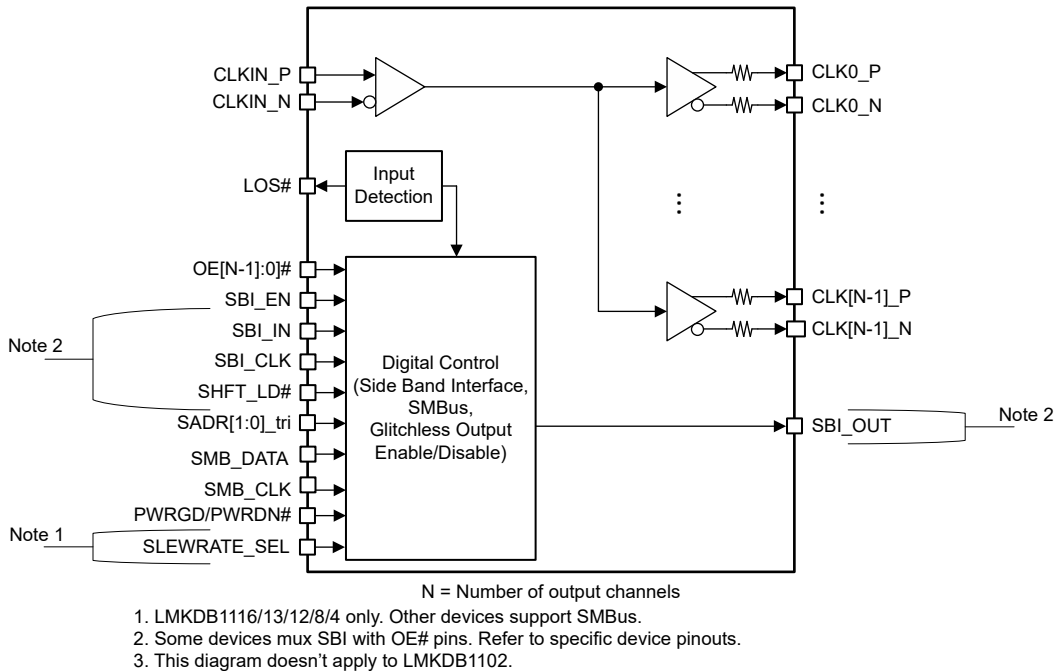 CLKIN_P
CLKIN_N
CLK0_P
CLK0_N
LOS#
Input
Detection
⋮
⋮
OE[N-1]:0]#
SBI_EN
SBI_IN
SBI_CLK
SHFT_LD#
SADR[1:0]_tri
SMB_DATA
SMB_CLK
PWRGD/PWRDN#
SLEWRATE_SEL
Note 2
Note 1
Digital Control
(Side Band Interface,
SMBus,
Glitchless Output
Enable/Disable)
CLK[N-1]_P
CLK[N-1]_N
SBI_OUT
Note 2
N = Number of output channels
1. LMKDB1116/13/12/8/4 only. Other devices support SMBus.
2. Some devices mux SBI with OE# pins. Refer to specific device pinouts.
3. This diagram doesn't apply to LMKDB1102.